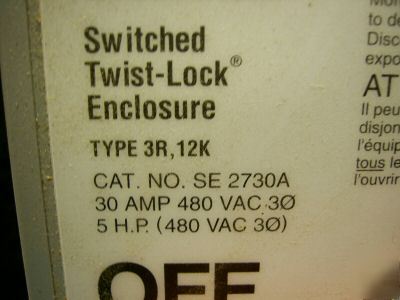 Switched
Twist-Lock®
Enclosure
TYPE 3R,12K
CAT. NO. SE 2730A
30 AMP 480 VAC 3Ø
5 H.P. (480 VAC 3Ø)
OFF
to de
Disco
expo
AT
Il peu
disjon
l'équip
tous le
l'ouvrir